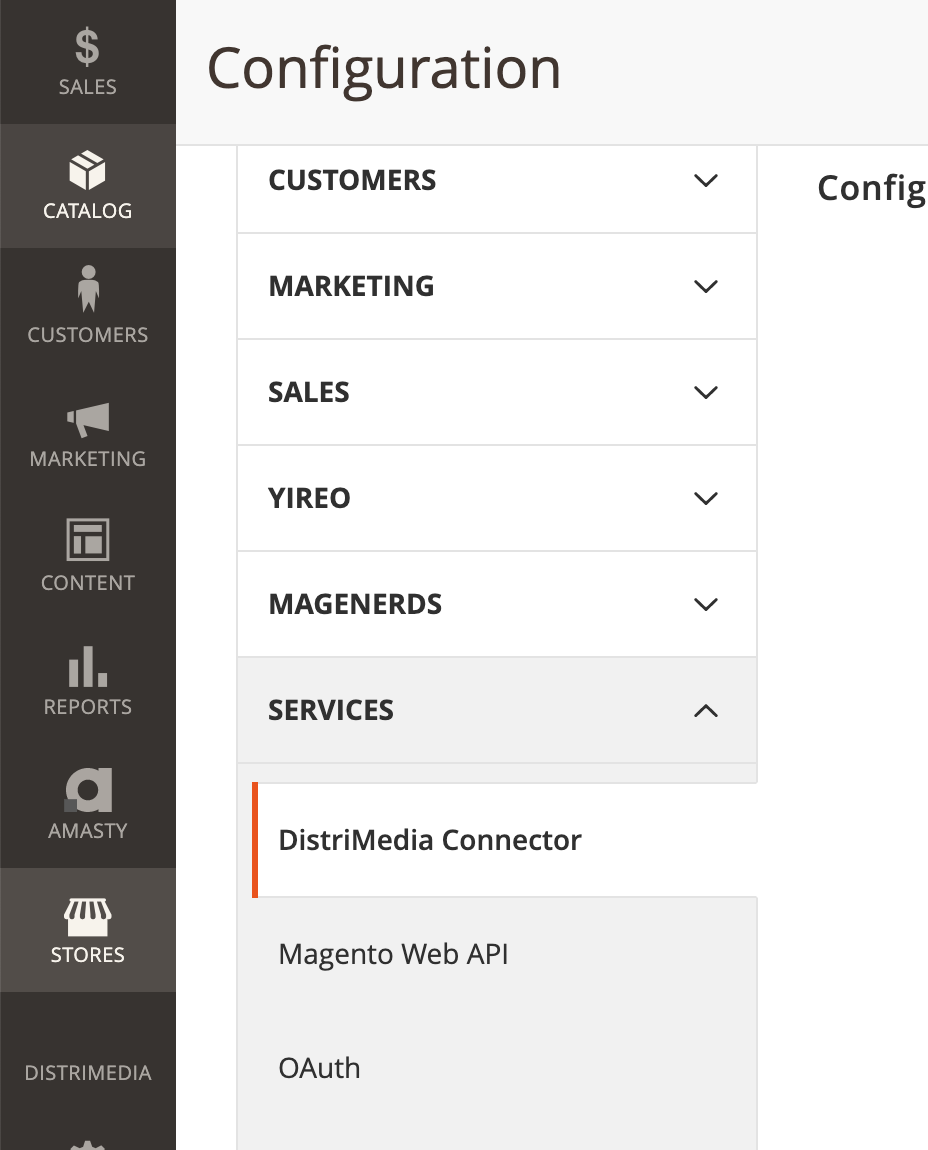 SALES
CATALOG
CUSTOMERS
MARKETING
CONTENT
REPORTS
AMASTY
STORES
DISTRIMEDIA
Configuration
CUSTOMERS
MARKETING
SALES
YIREO
MAGENERDS
SERVICES
DistriMedia Connector
Magento Web API
OAuth
Config